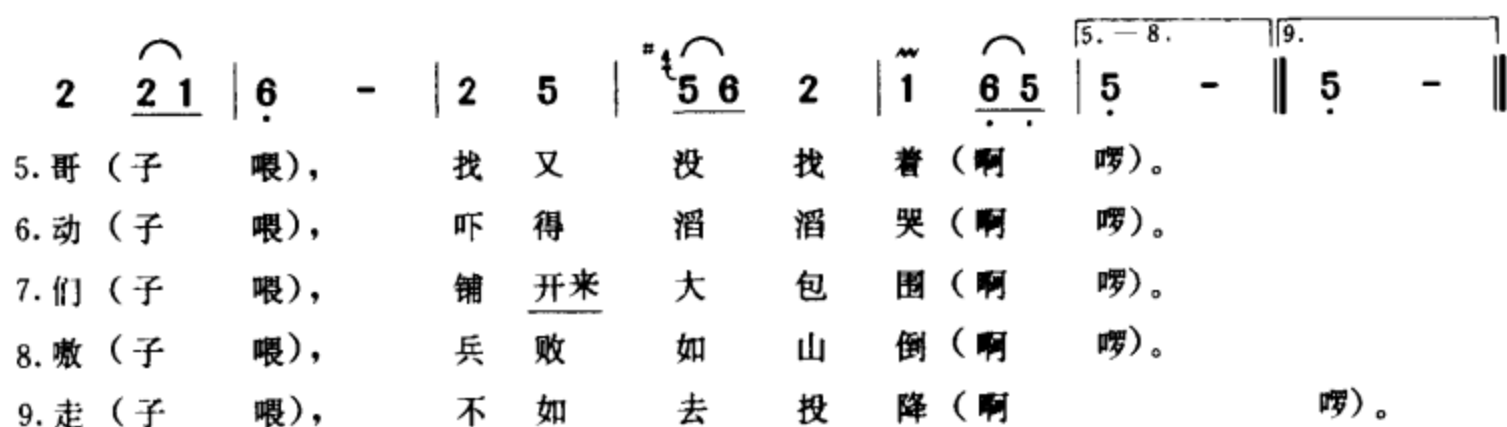 5.—8. 9.
2 2 1 | 6 - | 2 5 | #4 5 6 2 | 1 6 5 | 5 - ‖ 5 - ‖
5.哥（子 喂），找 又 没 找 着（啊 啰）。
6.动（子 喂），吓 得 滔 滔 哭（啊 啰）。
7.们（子 喂），铺 开来 大 包 围（啊 啰）。
8.嗷（子 喂），兵 败 如 山 倒（啊 啰）。
9.走（子 喂），不 如 去 投 降（啊 啰）。